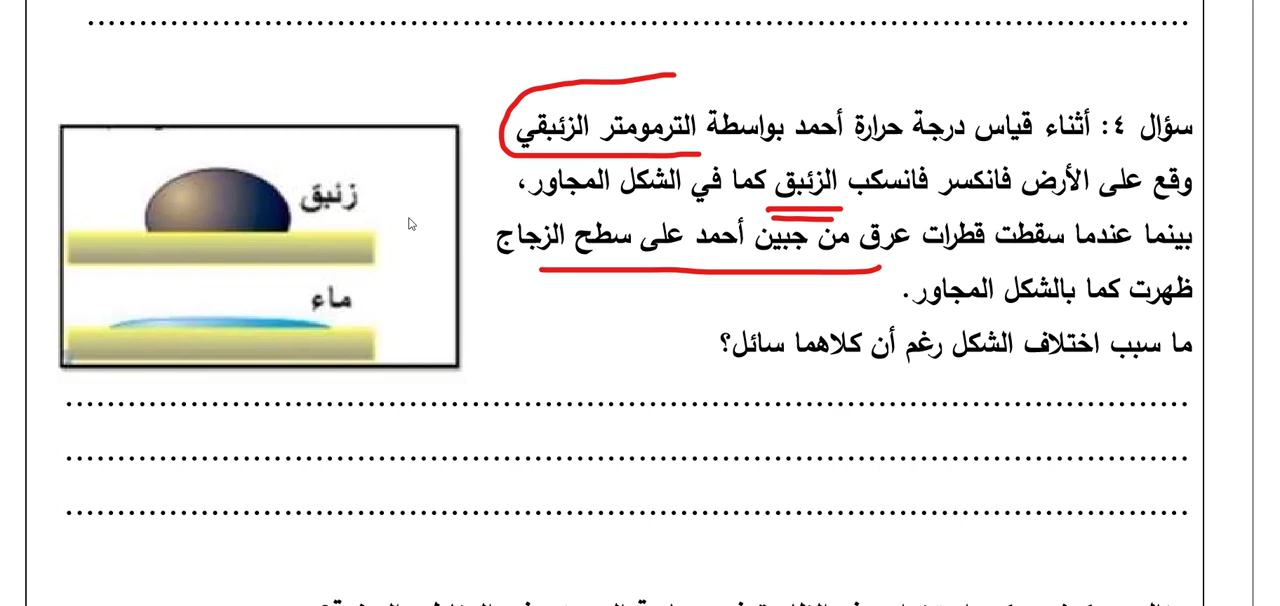 سؤال ٤: أثناء قياس درجة حرارة أحمد بواسطة الترمومتر الزئبقي
وقع على الأرض فانكسر فانسكب الزئبق كما في الشكل المجاور،
بينما عندما سقطت قطرات عرق من جبين أحمد على سطح الزجاج
ظهرت كما بالشكل المجاور.
ما سبب اختلاف الشكل رغم أن كلاهما سائل؟
زئبق
ماء